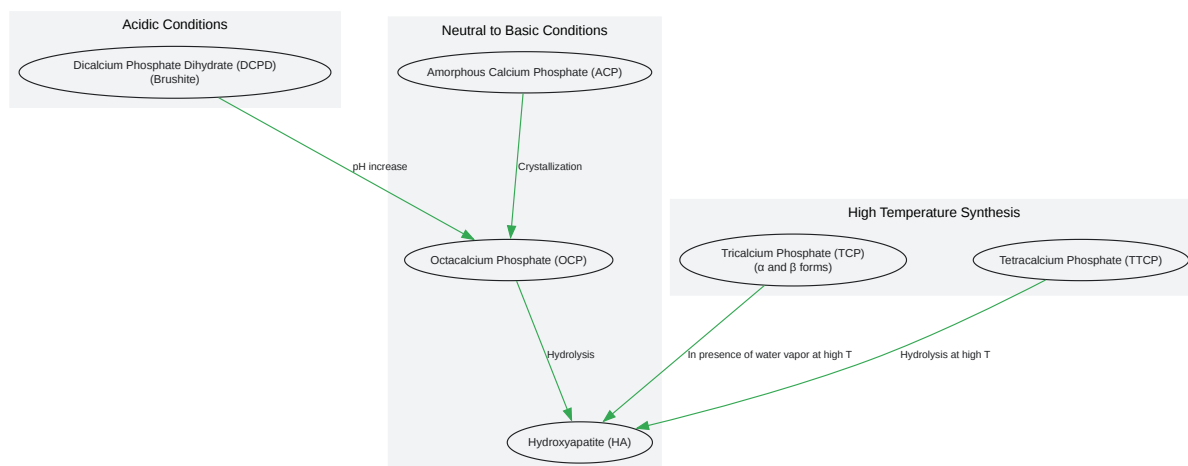 Acidic Conditions
Dicalcium Phosphate Dihydrate (DCPD)
(Brushite)
Neutral to Basic Conditions
Amorphous Calcium Phosphate (ACP)
pH increase
Crystallization
High Temperature Synthesis
Octacalcium Phosphate (OCP)
Tricalcium Phosphate (TCP)
(α and β forms)
Tetracalcium Phosphate (TTCP)
Hydrolysis
In presence of water vapor at high T
Hydrolysis at high T
Hydroxyapatite (HA)